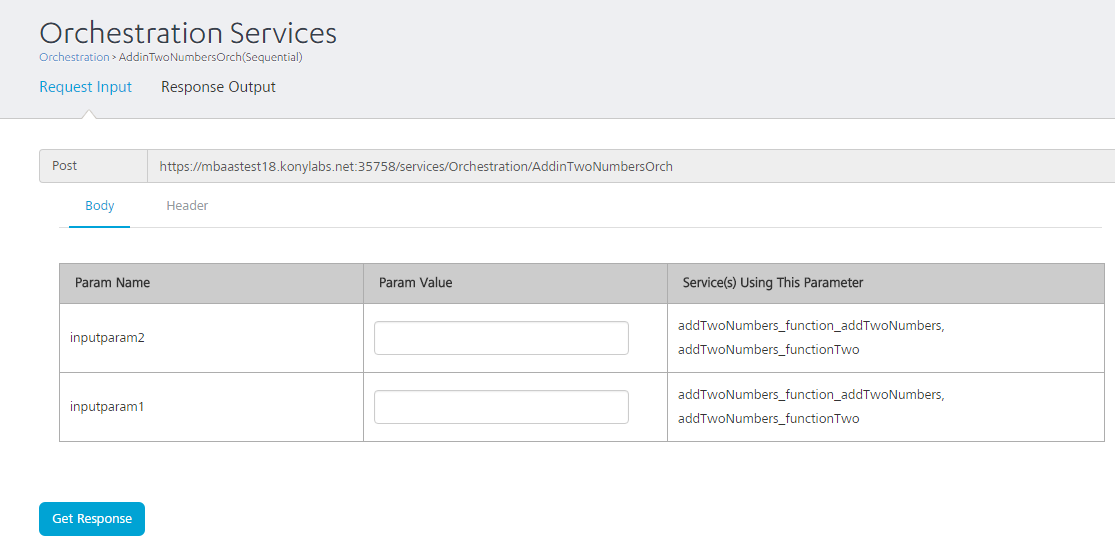 Orchestration Services
Orchestration > AddinTwoNumbersOrch(Sequential)
Request Input Response Output
Post https://mbaastest18.konylabs.net:35758/services/Orchestration/AddinTwoNumbersOrch
Body Header
Param Name Param Value Service(s) Using This Parameter
inputparam2 addTwoNumbers_function_addTwoNumbers,
addTwoNumbers_functionTwo
inputparam1 addTwoNumbers_function_addTwoNumbers,
addTwoNumbers_functionTwo
Get Response